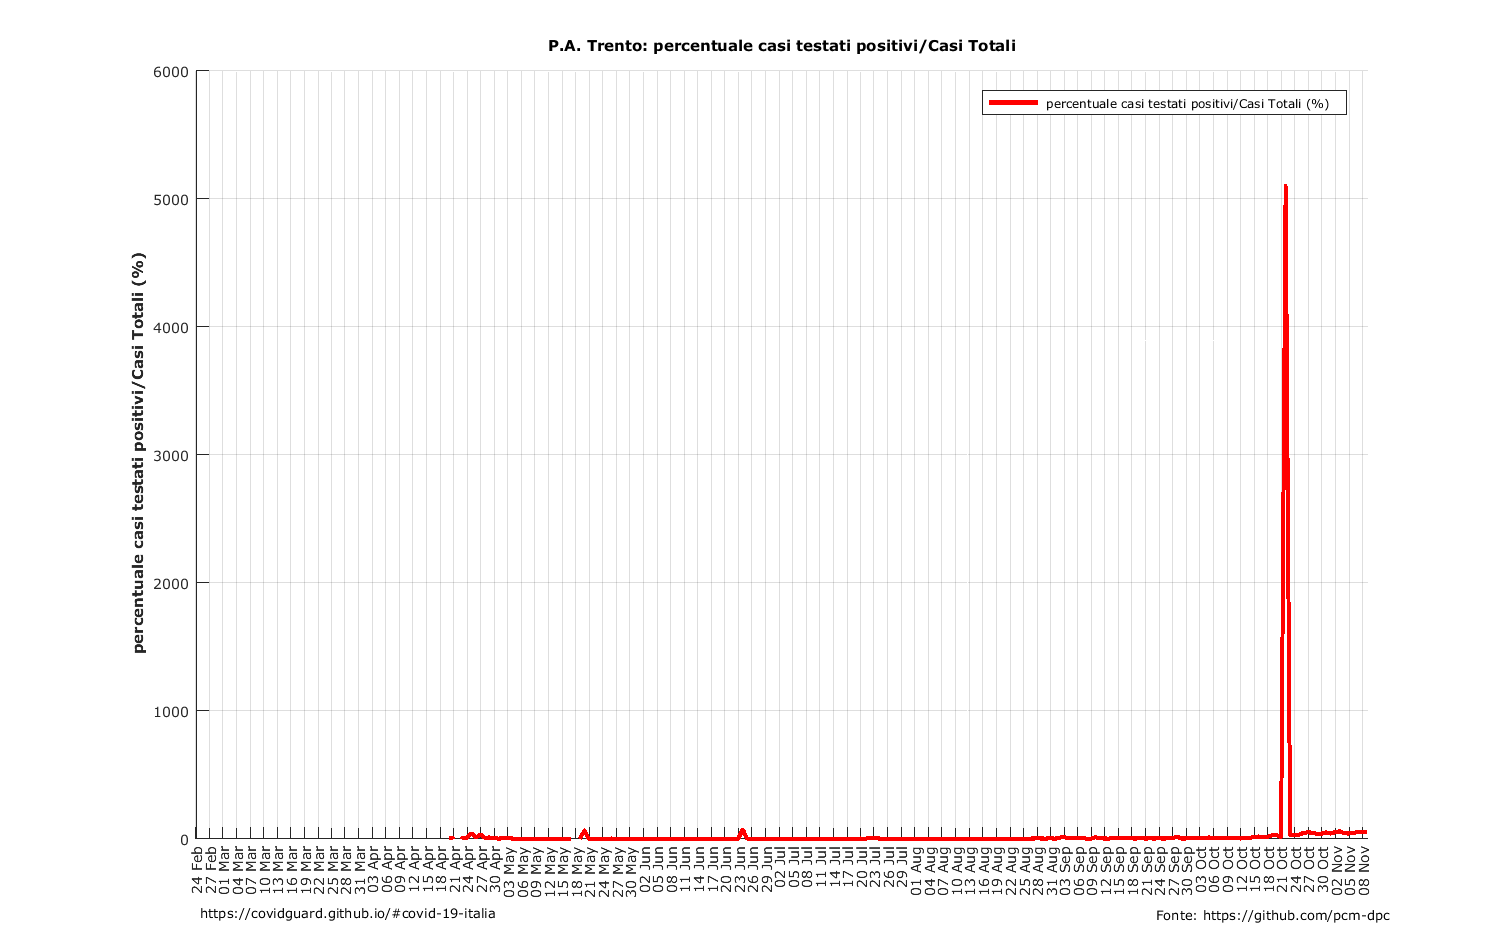 P.A. Trento: percentuale casi testati positivi/Casi Totali
percentuale casi testati positivi/Casi Totali (%)
percentuale casi testati positivi/Casi Totali (%)
6000
5000
4000
3000
2000
1000
0
24 Feb
27 Feb
01 Mar
04 Mar
07 Mar
10 Mar
13 Mar
16 Mar
19 Mar
22 Mar
25 Mar
28 Mar
31 Mar
03 Apr
06 Apr
09 Apr
12 Apr
15 Apr
18 Apr
21 Apr
24 Apr
27 Apr
30 Apr
03 May
06 May
09 May
12 May
15 May
18 May
21 May
24 May
27 May
30 May
02 Jun
05 Jun
08 Jun
11 Jun
14 Jun
17 Jun
20 Jun
23 Jun
26 Jun
29 Jun
02 Jul
05 Jul
08 Jul
11 Jul
14 Jul
17 Jul
20 Jul
23 Jul
26 Jul
29 Jul
01 Aug
04 Aug
07 Aug
10 Aug
13 Aug
16 Aug
19 Aug
22 Aug
25 Aug
28 Aug
31 Aug
03 Sep
06 Sep
09 Sep
12 Sep
15 Sep
18 Sep
21 Sep
24 Sep
27 Sep
30 Sep
03 Oct
06 Oct
09 Oct
12 Oct
15 Oct
18 Oct
21 Oct
24 Oct
27 Oct
30 Oct
02 Nov
05 Nov
08 Nov
https://covidguard.github.io/#covid-19-italia
Fonte: https://github.com/pcm-dpc